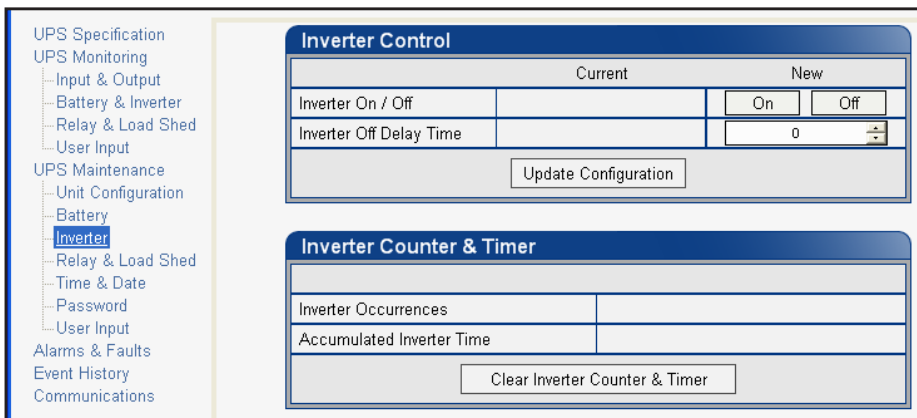 UPS Specification
UPS Monitoring
Input & Output
Battery & Inverter
Relay & Load Shed
User Input
UPS Maintenance
Unit Configuration
Battery
Inverter
Relay & Load Shed
Time & Date
Password
User Input
Alarms & Faults
Event History
Communications
Inverter Control
Current New
Inverter On / Off On Off
Inverter Off Delay Time 0
Update Configuration
Inverter Counter & Timer
Inverter Occurrences
Accumulated Inverter Time
Clear Inverter Counter & Timer